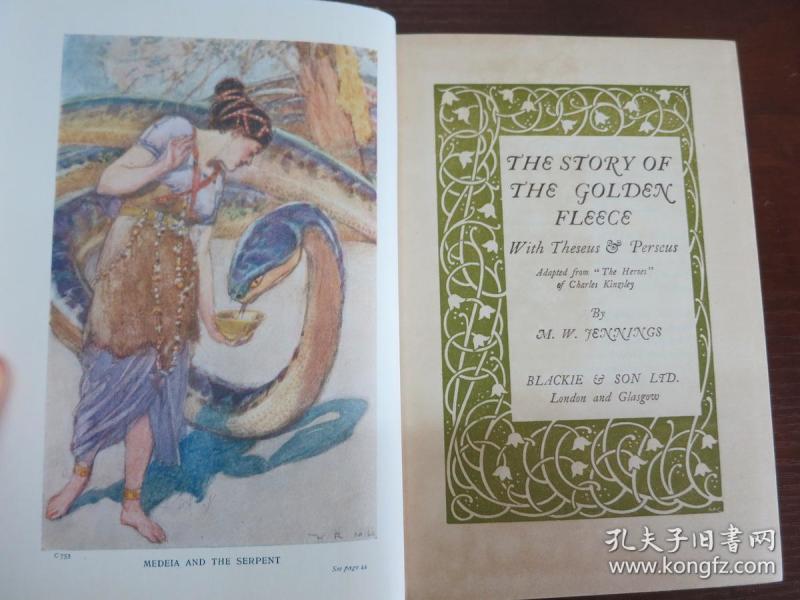 THE STORY OF
THE GOLDEN
FLEECE
With Theseus & Perseus
Adapted from "The Heroes"
of Charles Kingsley
By
M. W. JENNINGS
BLACKIE & SON LTD.
London and Glasgow
C752
MEDEIA AND THE SERPENT
See page 44
孔夫子旧书网
www.kongfz.com